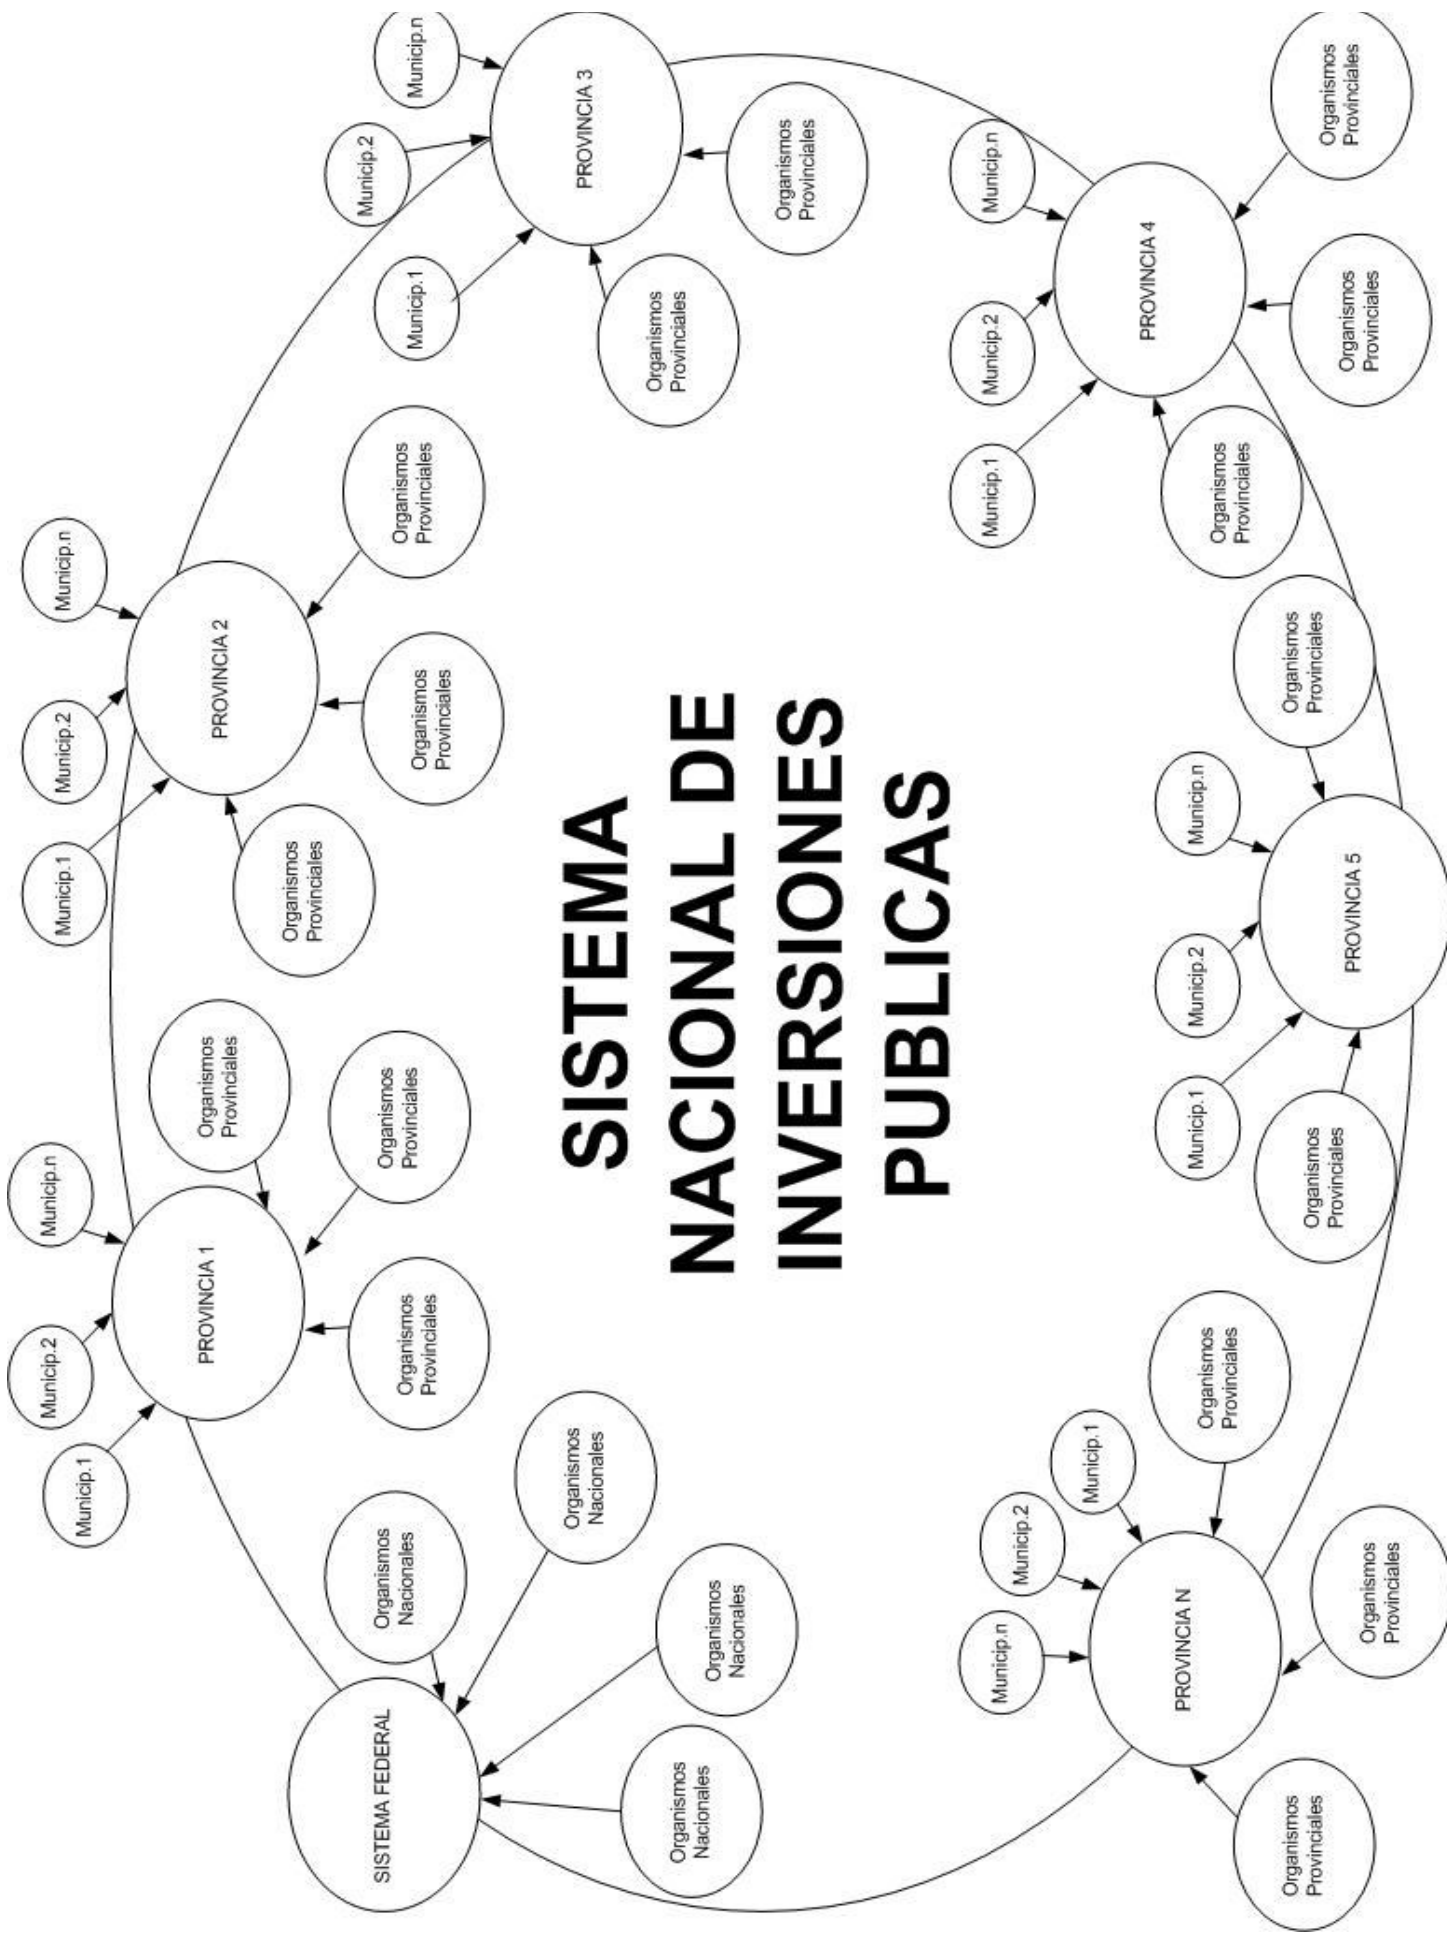 SISTEMA FEDERAL
Organismos
Nacionales
Organismos
Nacionales
Organismos
Nacionales
Organismos
Nacionales
Municip.1
Municip.2
Municip.n
PROVINCIA 1
Organismos
Provinciales
Organismos
Provinciales
Organismos
Provinciales
Municip.1
Municip.2
Municip.n
PROVINCIA 2
Organismos
Provinciales
Organismos
Provinciales
Organismos
Provinciales
Municip.1
Municip.2
Municip.n
PROVINCIA 3
Organismos
Provinciales
Organismos
Provinciales
SISTEMA
NACIONAL DE
INVERSIONES
PUBLICAS
Municip.n
Municip.2
Municip.1
PROVINCIA N
Organismos
Provinciales
Organismos
Provinciales
Organismos
Provinciales
Municip.1
Municip.2
Municip.n
PROVINCIA 5
Organismos
Provinciales
Organismos
Provinciales
Municip.1
Municip.2
Municip.n
PROVINCIA 4
Organismos
Provinciales
Organismos
Provinciales
Organismos
Provinciales